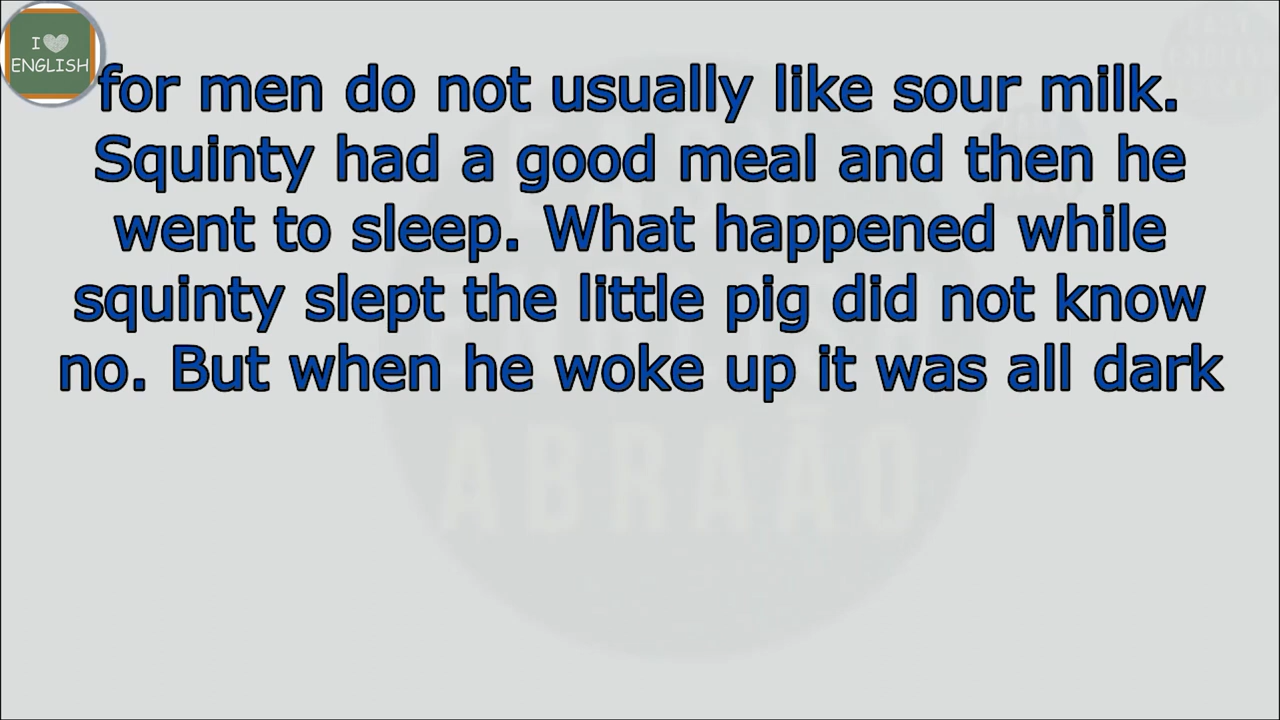 I
ENGLISH
for men do not usually like sour milk.
Squinty had a good meal and then he
went to sleep. What happened while
squinty slept the little pig did not know
no. But when he woke up it was all dark
ENGLISH
ABRAÃO